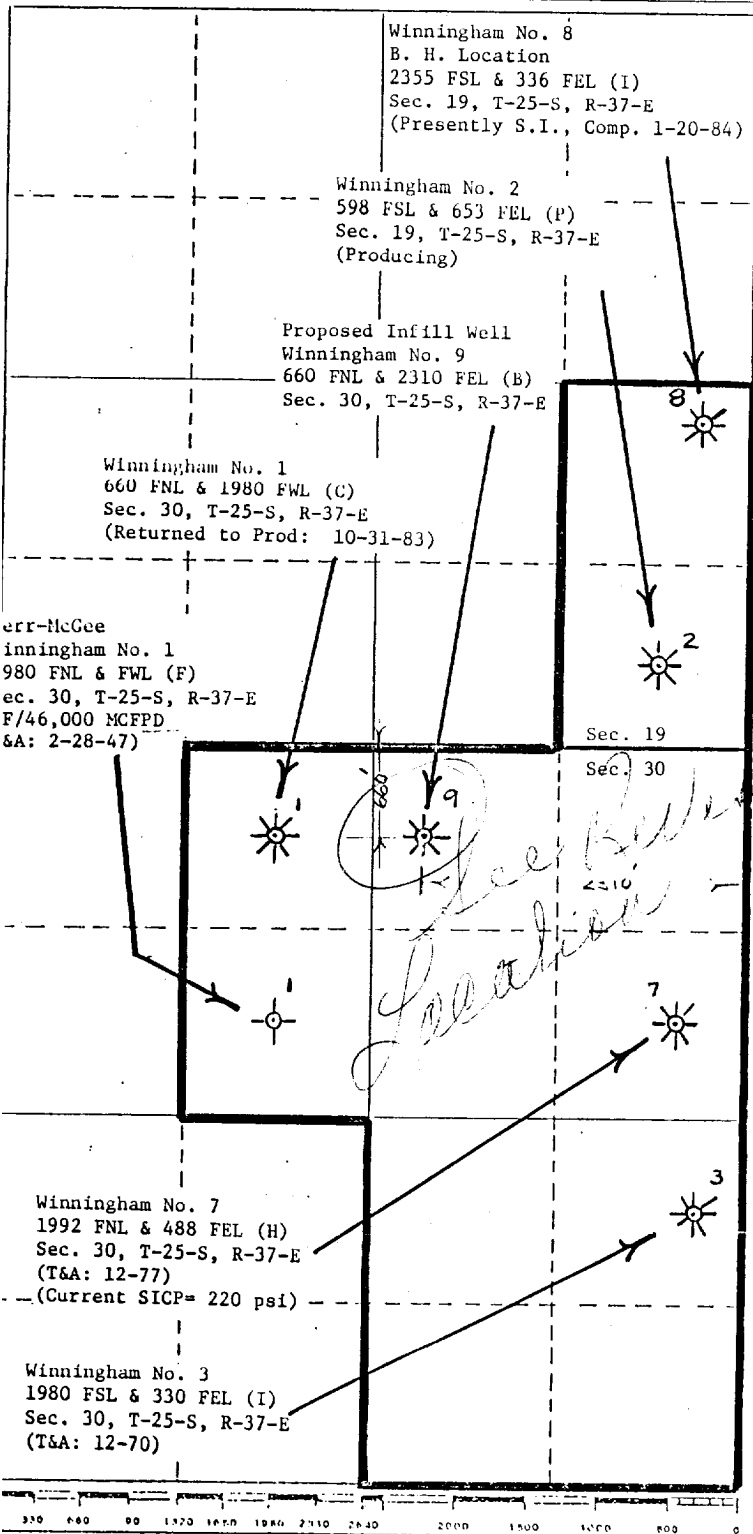 Winningham No. 8
B. H. Location
2355 FSL & 336 FEL (I)
Sec. 19, T-25-S, R-37-E
(Presently S.I., Comp. 1-20-84)
Winningham No. 2
598 FSL & 653 FEL (P)
Sec. 19, T-25-S, R-37-E
(Producing)
Proposed Infill Well
Winningham No. 9
660 FNL & 2310 FEL (B)
Sec. 30, T-25-S, R-37-E
8
Winningham No. 1
660 FNL & 1980 FWL (C)
Sec. 30, T-25-S, R-37-E
(Returned to Prod: 10-31-83)
2
err-McGee
inningham No. 1
980 FNL & FWL (F)
ec. 30, T-25-S, R-37-E
F/46,000 MCFPD
&A: 2-28-47)
Sec. 19
Sec. 30
1
660'
9
See
2310
Location
1
7
3
Winningham No. 7
1992 FNL & 488 FEL (H)
Sec. 30, T-25-S, R-37-E
(T&A: 12-77)
(Current SICP= 220 psi)
Winningham No. 3
1980 FSL & 330 FEL (I)
Sec. 30, T-25-S, R-37-E
(T&A: 12-70)
330 660 90 1320 1650 1980 2310 2640 2000 1500 1000 500 0